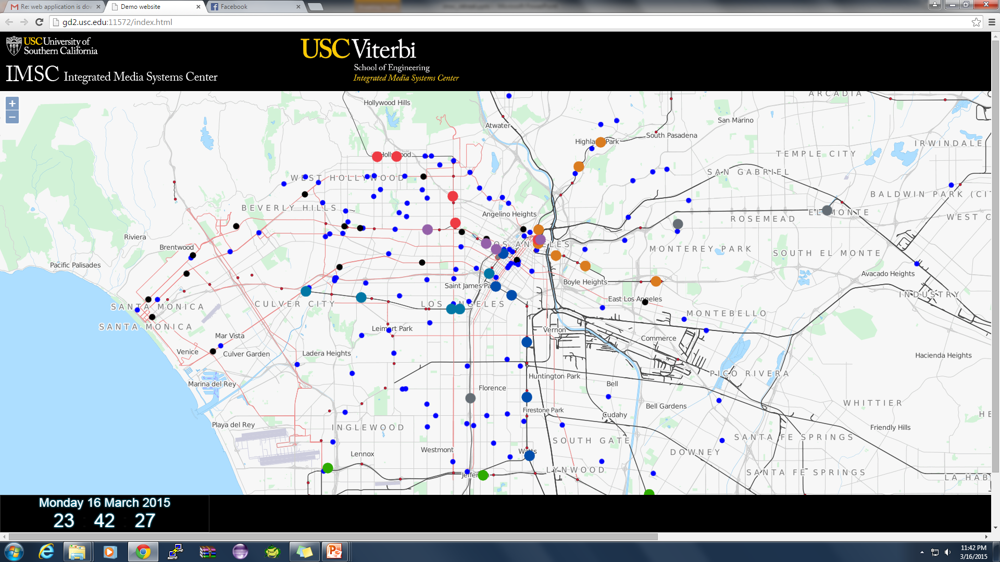 Re: web application is dov
Demo website
Facebook
gd2.usc.edu:11572/index.html
USC University of
Southern California
IMSC Integrated Media Systems Center
USC Viterbi
School of Engineering
Integrated Media Systems Center
+
−
ARCADIA
Hollywood Hills
San Marino
Atwater
South Pasadena
Highland Park
IRWINDALE
TEMPLE CITY
Hollywood
SAN GABRIEL
WEST HOLLYWOOD
BALDWIN PARK (CIT
BEVERLY HILLS
EL MONTE
Angelino Heights
WEST C
ROSEMEAD
Riviera
LOS ANGELES
Brentwood
MONTEREY PARK
SOUTH EL MONTE
Pacific Palisades
Avacado Heights
Boyle Heights
Saint James Pa
INDUSTRY
East Los Angeles
SANTA MONICA
CULVER CITY
LOS ANGELES
MONTEBELLO
SANTA MONICA
Leimert Park
Vernon
Mar Vista
Commerce
Venice
Culver Garden
Ladera Heights
Hacienda Heights
PICO RIVERA
Huntington Park
Marina del Rey
Bell
Florence
WHITTIER
Bell Gardens
Firestone Park
Cudahy
HE
Playa del Rey
INGLEWOOD
Friendly Hills
SANTA FE SPRINGS
SOUTH GATE
Westmont
Watts
DOWNEY
Lennox
LYNWOOD
SANTA FE SPRINGS
Jeffer
LA HAB
Monday 16 March 2015
23 : 42 : 27
11:42 PM
3/16/2015